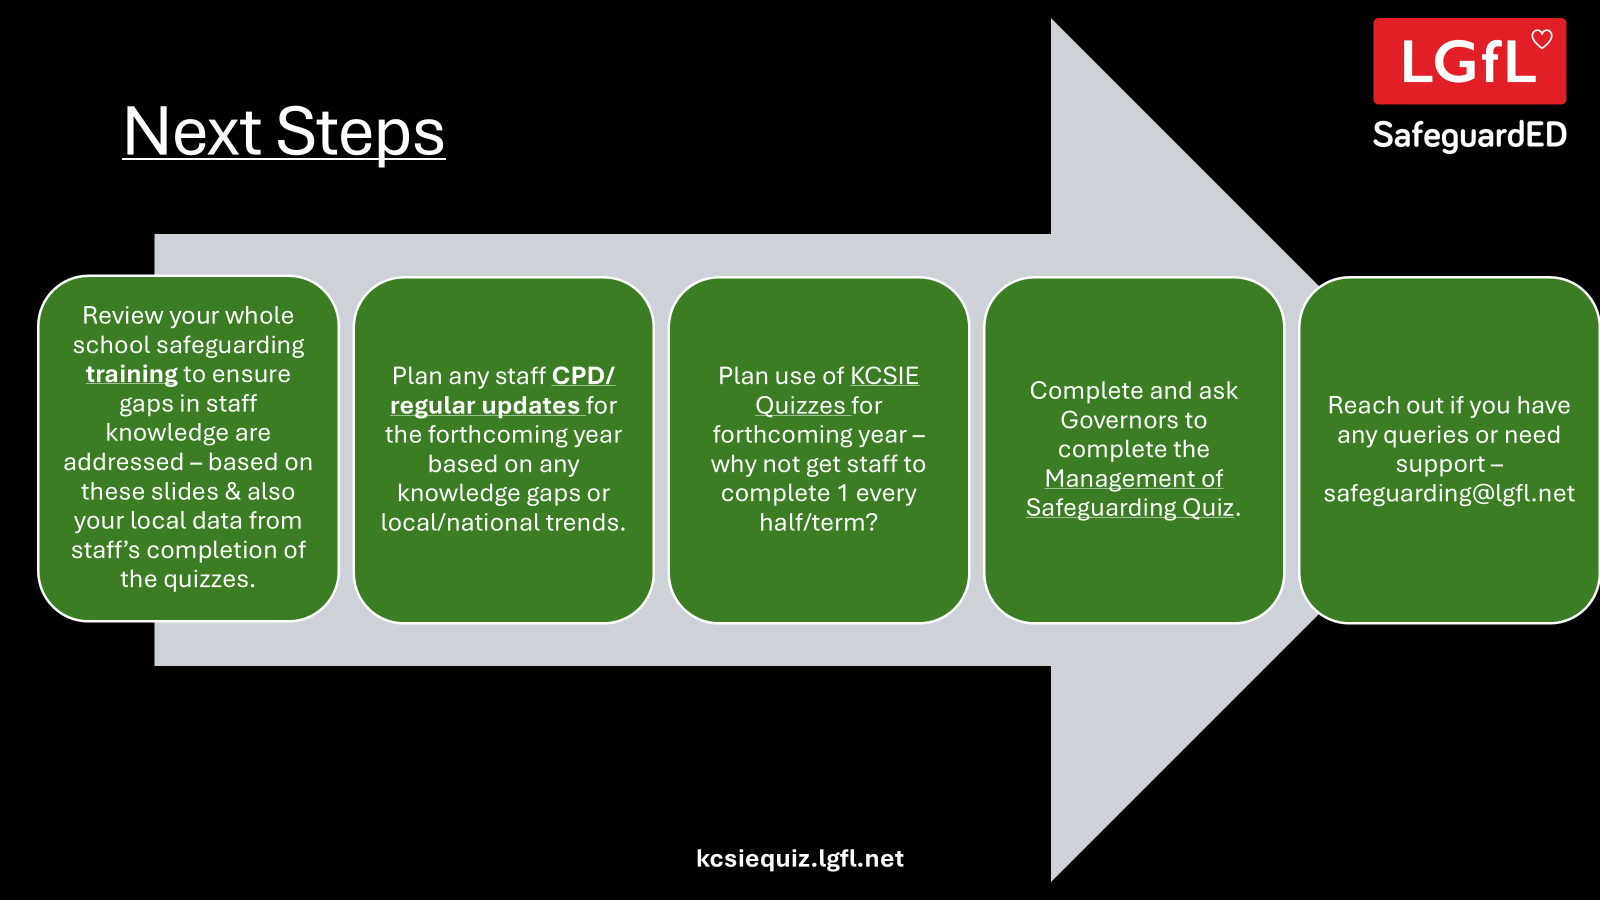 LGfL
SafeguardED
Next Steps
Review your whole
school safeguarding
training to ensure
gaps in staff
knowledge are
addressed – based on
these slides & also
your local data from
staff’s completion of
the quizzes.
Plan any staff CPD/
regular updates for
the forthcoming year
based on any
knowledge gaps or
local/national trends.
Plan use of KCSIE
Quizzes for
forthcoming year –
why not get staff to
complete 1 every
half/term?
Complete and ask
Governors to
complete the
Management of
Safeguarding Quiz.
Reach out if you have
any queries or need
support –
safeguarding@lgfl.net
kcsiequiz.lgfl.net